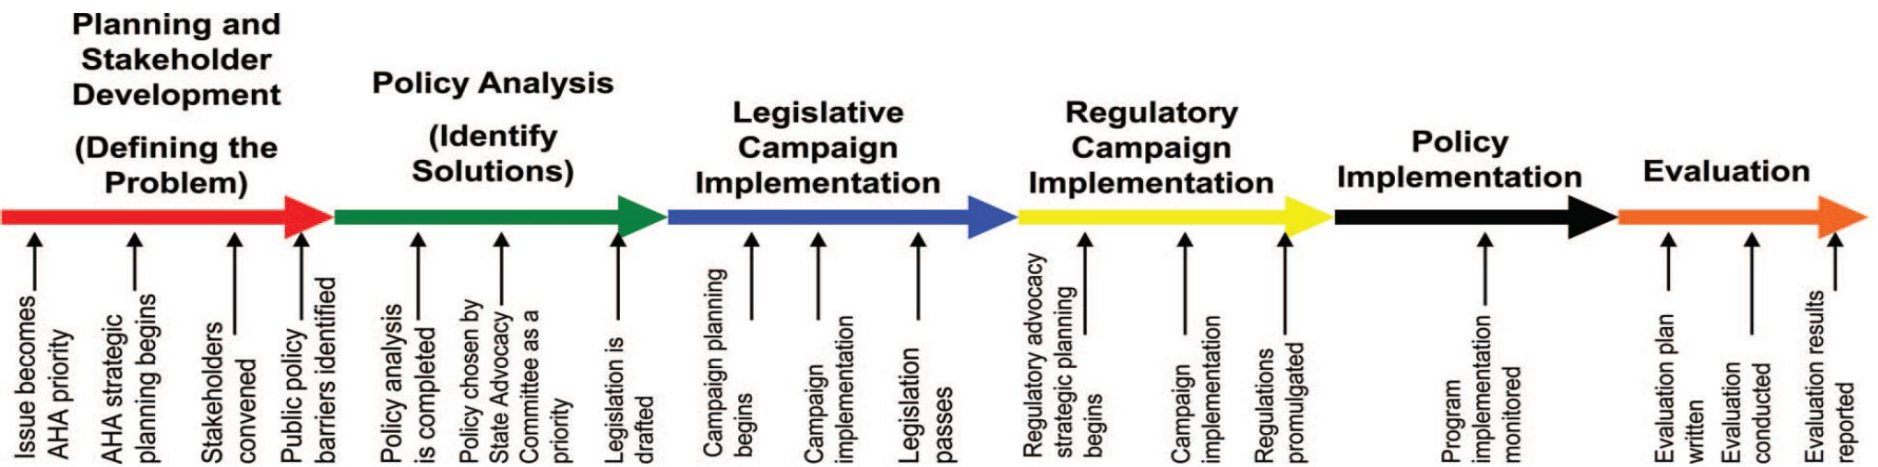 Planning and
Stakeholder
Development
(Defining the
Problem)
Policy Analysis
(Identify
Solutions)
Legislative
Campaign
Implementation
Regulatory
Campaign
Implementation
Policy
Implementation
Evaluation
Issue becomes
AHA priority
AHA strategic
planning begins
Stakeholders
convened
Public policy
barriers identified
Policy analysis
is completed
Policy chosen by
State Advocacy
Committee as a
priority
Legislation is
drafted
Campaign planning
begins
Campaign
implementation
Legislation
passes
Regulatory advocacy
strategic planning
begins
Campaign
implementation
Regulations
promulgated
Program
implementation
monitored
Evaluation plan
written
Evaluation
conducted
Evaluation results
reported